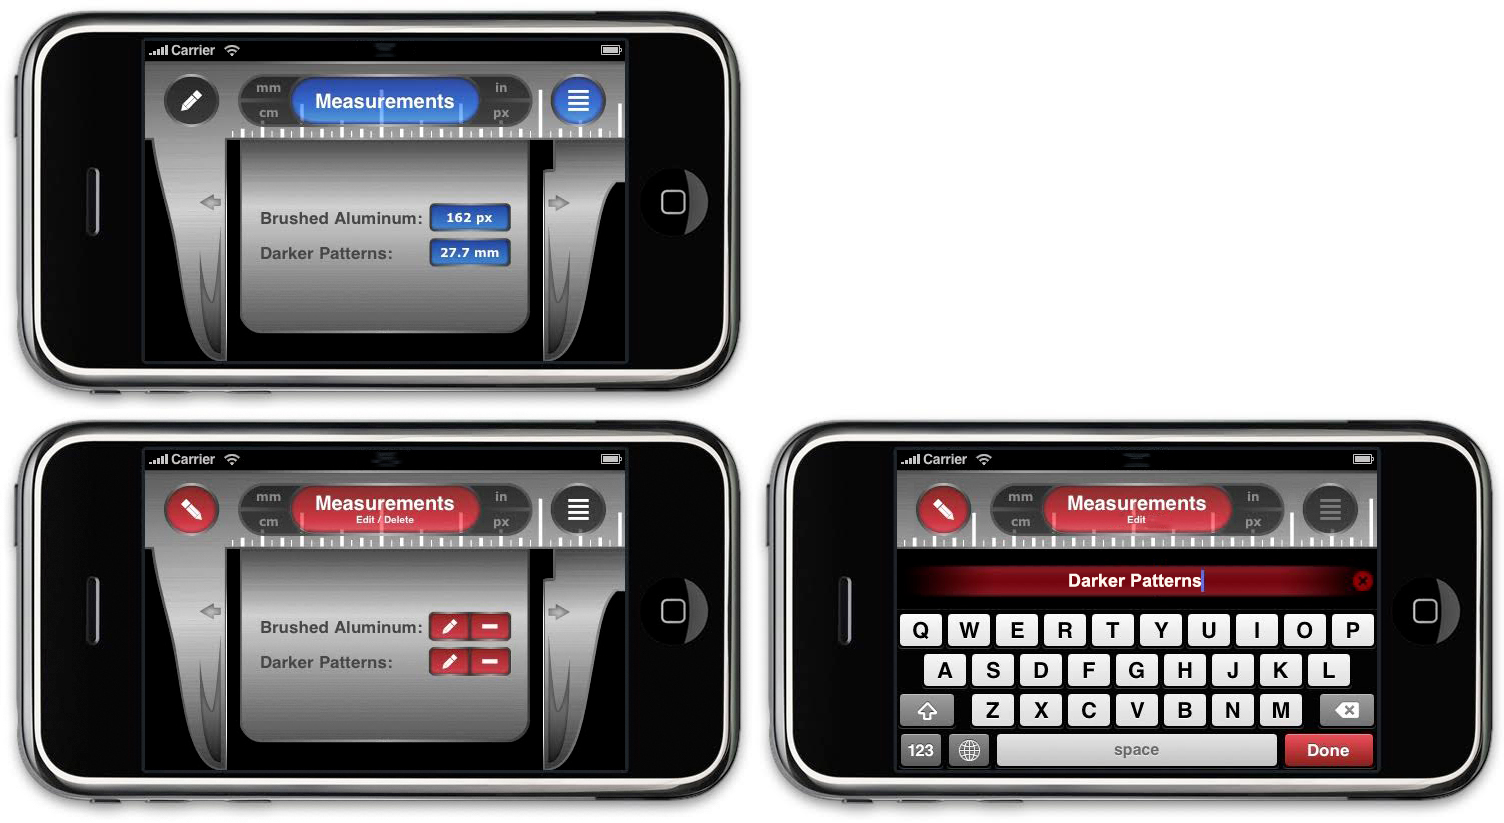 Carrier
mm Measurements in
cm px
Brushed Aluminum: 162 px
Darker Patterns: 27.7 mm
Carrier
mm Measurements in
cm Edit / Delete px
Brushed Aluminum:
Darker Patterns:
Carrier
mm Measurements in
cm Edit px
Darker Patterns
Q W E R T Y U I O P
A S D F G H J K L
Z X C V B N M
123 space Done